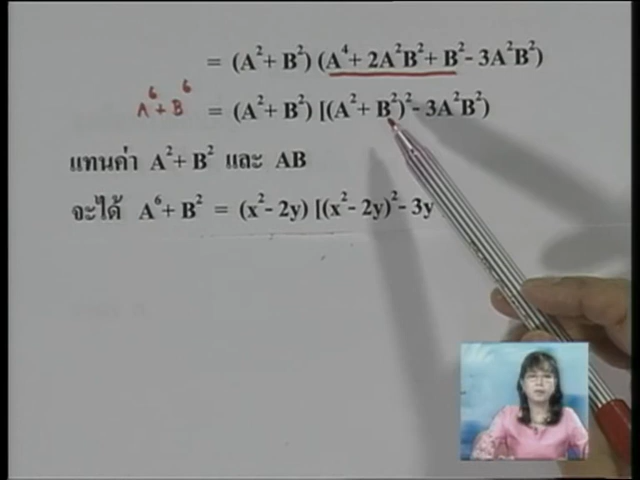 = (A²+ B²) (A⁴+ 2A²B²+ B²- 3A²B²)
A⁶+ B⁶ = (A²+ B²) [(A²+ B²)²- 3A²B²)
แทนค่า A²+ B² และ AB
จะได้ A⁶+ B² = (x²- 2y) [(x²- 2y)²- 3y